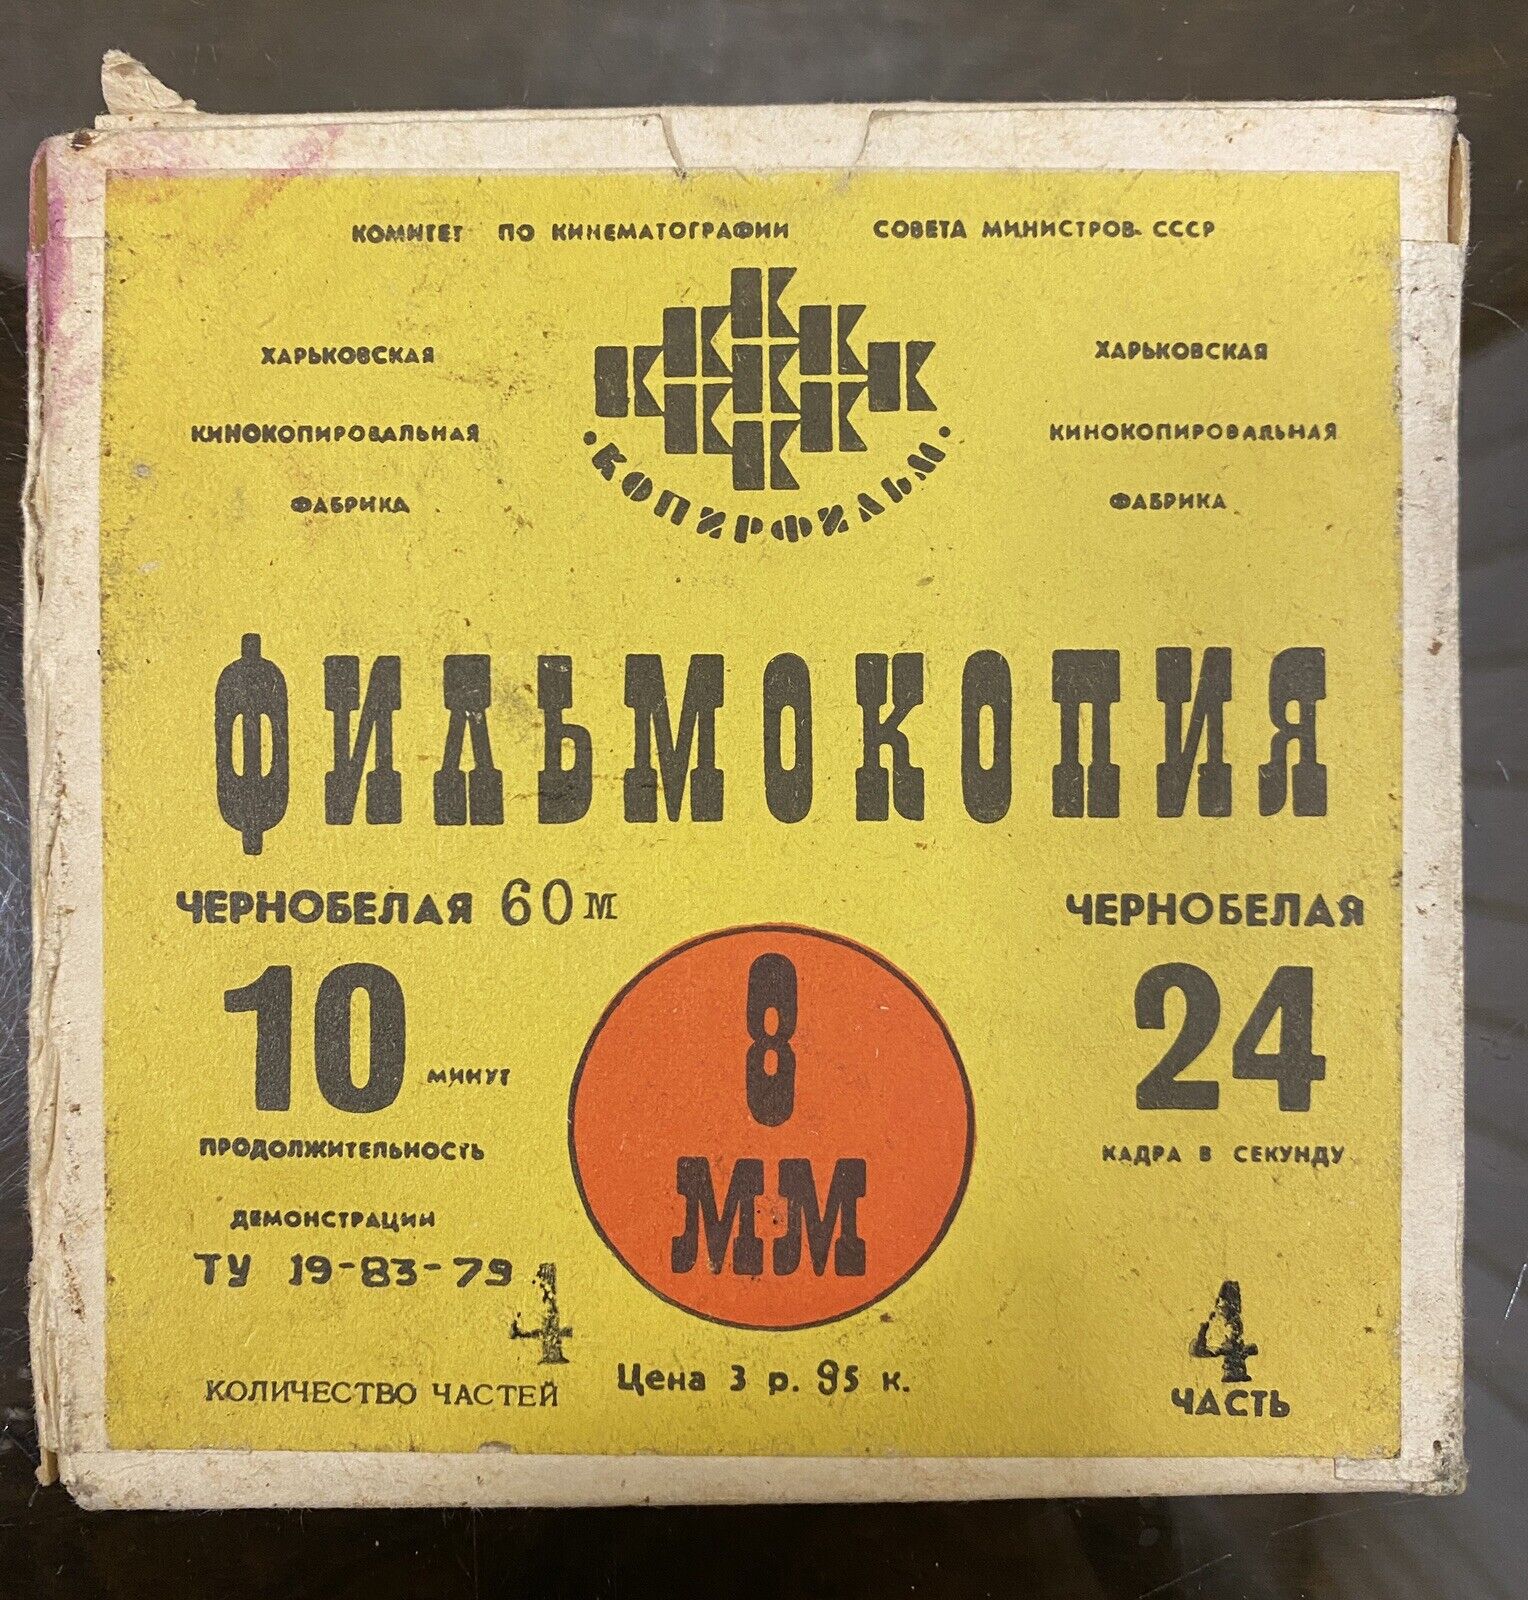 КОМИТЕТ ПО КИНЕМАТОГРАФИИ СОВЕТА МИНИСТРОВ СССР
КККККККК
• КОПИРФИЛЬМ •
ХАРЬКОВСКАЯ
КИНОКОПИРОВАЛЬНАЯ
ФАБРИКА
ХАРЬКОВСКАЯ
КИНОКОПИРОВАЛЬНАЯ
ФАБРИКА
ФИЛЬМОКОПИЯ
ЧЕРНОБЕЛАЯ 60 м
10 МИНУТ
ПРОДОЛЖИТЕЛЬНОСТЬ
ДЕМОНСТРАЦИИ
ТУ 19-83-79
4
КОЛИЧЕСТВО ЧАСТЕЙ
8
ММ
Цена 3 р. 95 к.
ЧЕРНОБЕЛАЯ
24
КАДРА В СЕКУНДУ
4
ЧАСТЬ